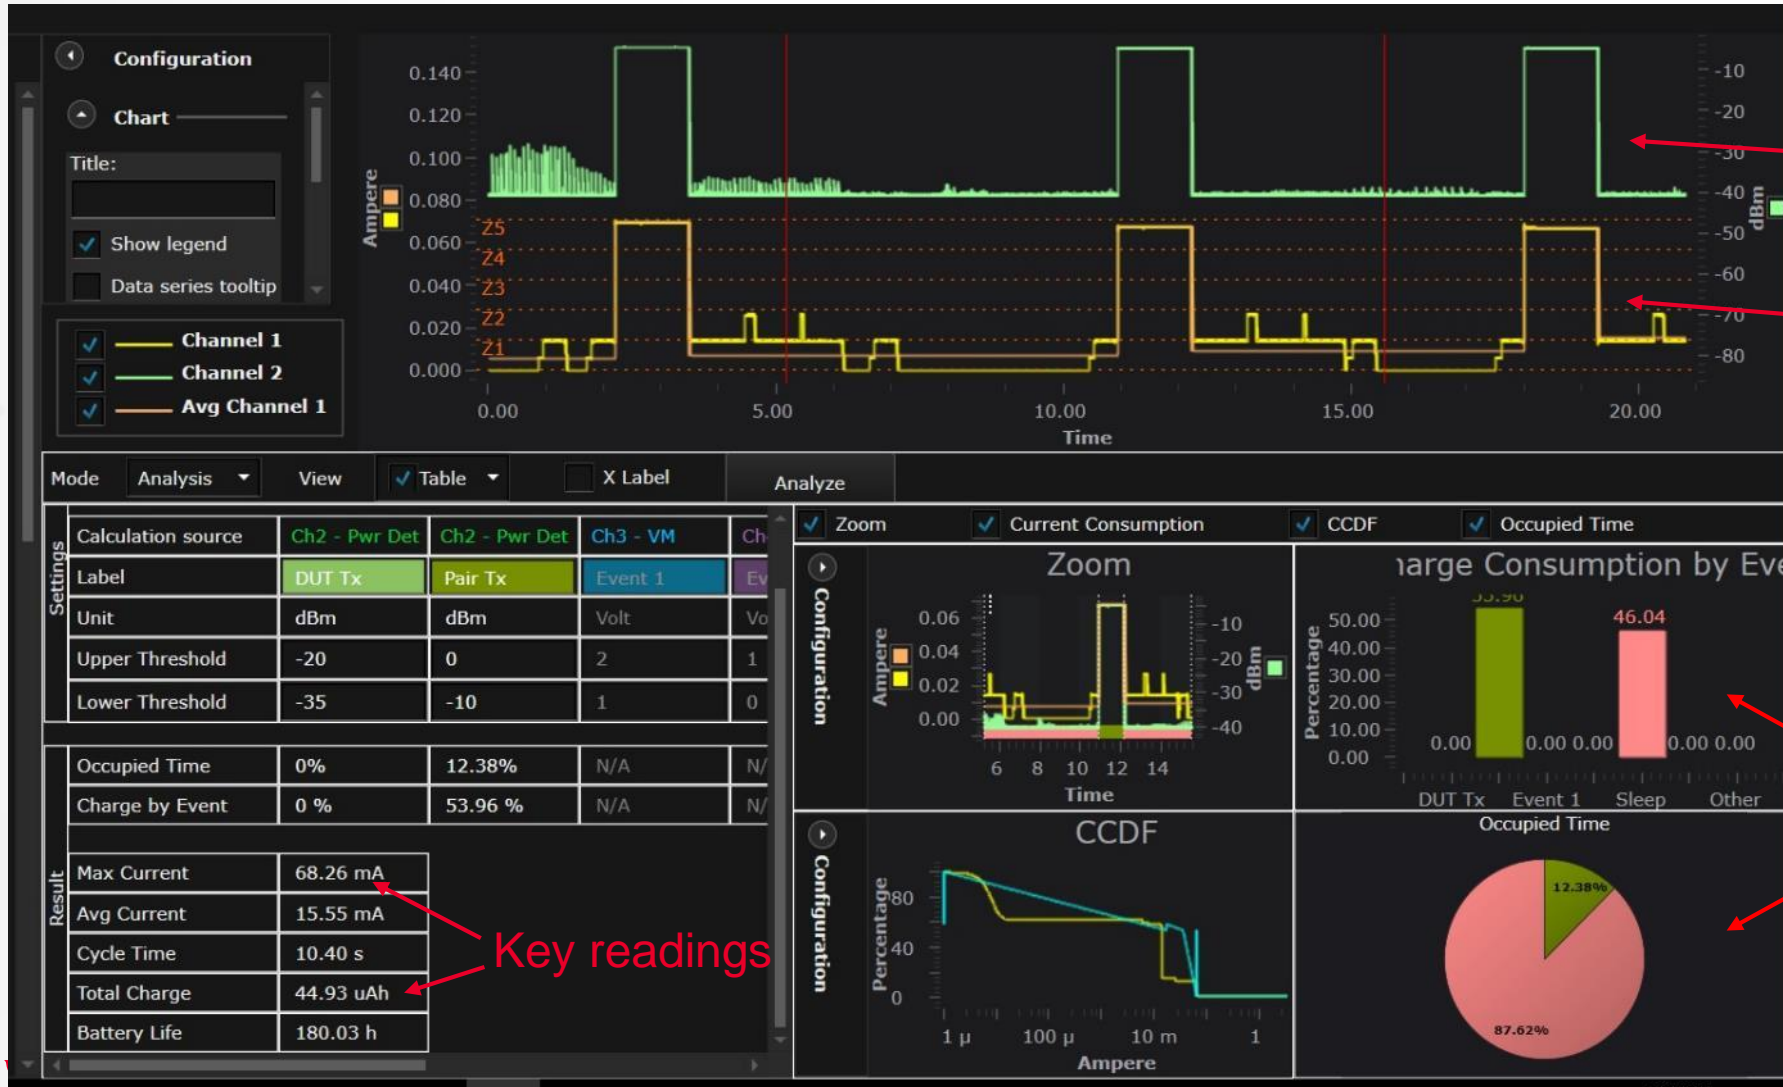 Configuration
Chart
Title:
Show legend
Data series tooltip
Channel 1
Channel 2
Avg Channel 1
0.140
0.120
0.100
0.080
0.060
0.040
0.020
0.000
Ampere
Z5
Z4
Z3
Z2
Z1
-10
-20
-30
-40
-50
-60
-70
-80
dBm
0.00 5.00 10.00 15.00 20.00
Time
Mode Analysis View Table X Label Analyze
Settings
Calculation source Ch2 - Pwr Det Ch2 - Pwr Det Ch3 - VM Ch
Label DUT Tx Pair Tx Event 1 Ev
Unit dBm dBm Volt Vo
Upper Threshold -20 0 2 1
Lower Threshold -35 -10 1 0
Result
Occupied Time 0% 12.38% N/A N/
Charge by Event 0 % 53.96 % N/A N/
Max Current 68.26 mA
Avg Current 15.55 mA
Cycle Time 10.40 s
Total Charge 44.93 uAh
Battery Life 180.03 h
Key readings
Zoom Current Consumption CCDF Occupied Time
Configuration
Zoom
0.06
0.04
0.02
0.00
Ampere
-10
-20
-30
-40
dBm
6 8 10 12 14
Time
arge Consumption by Eve
50.00
40.00
30.00
20.00
10.00
0.00
Percentage
46.04
0.00 0.00 0.00 0.00 0.00
DUT Tx Event 1 Sleep Other
Configuration
CCDF
80
40
0
Percentage
1 µ 100 µ 10 m 1
Ampere
Occupied Time
12.38%
87.62%